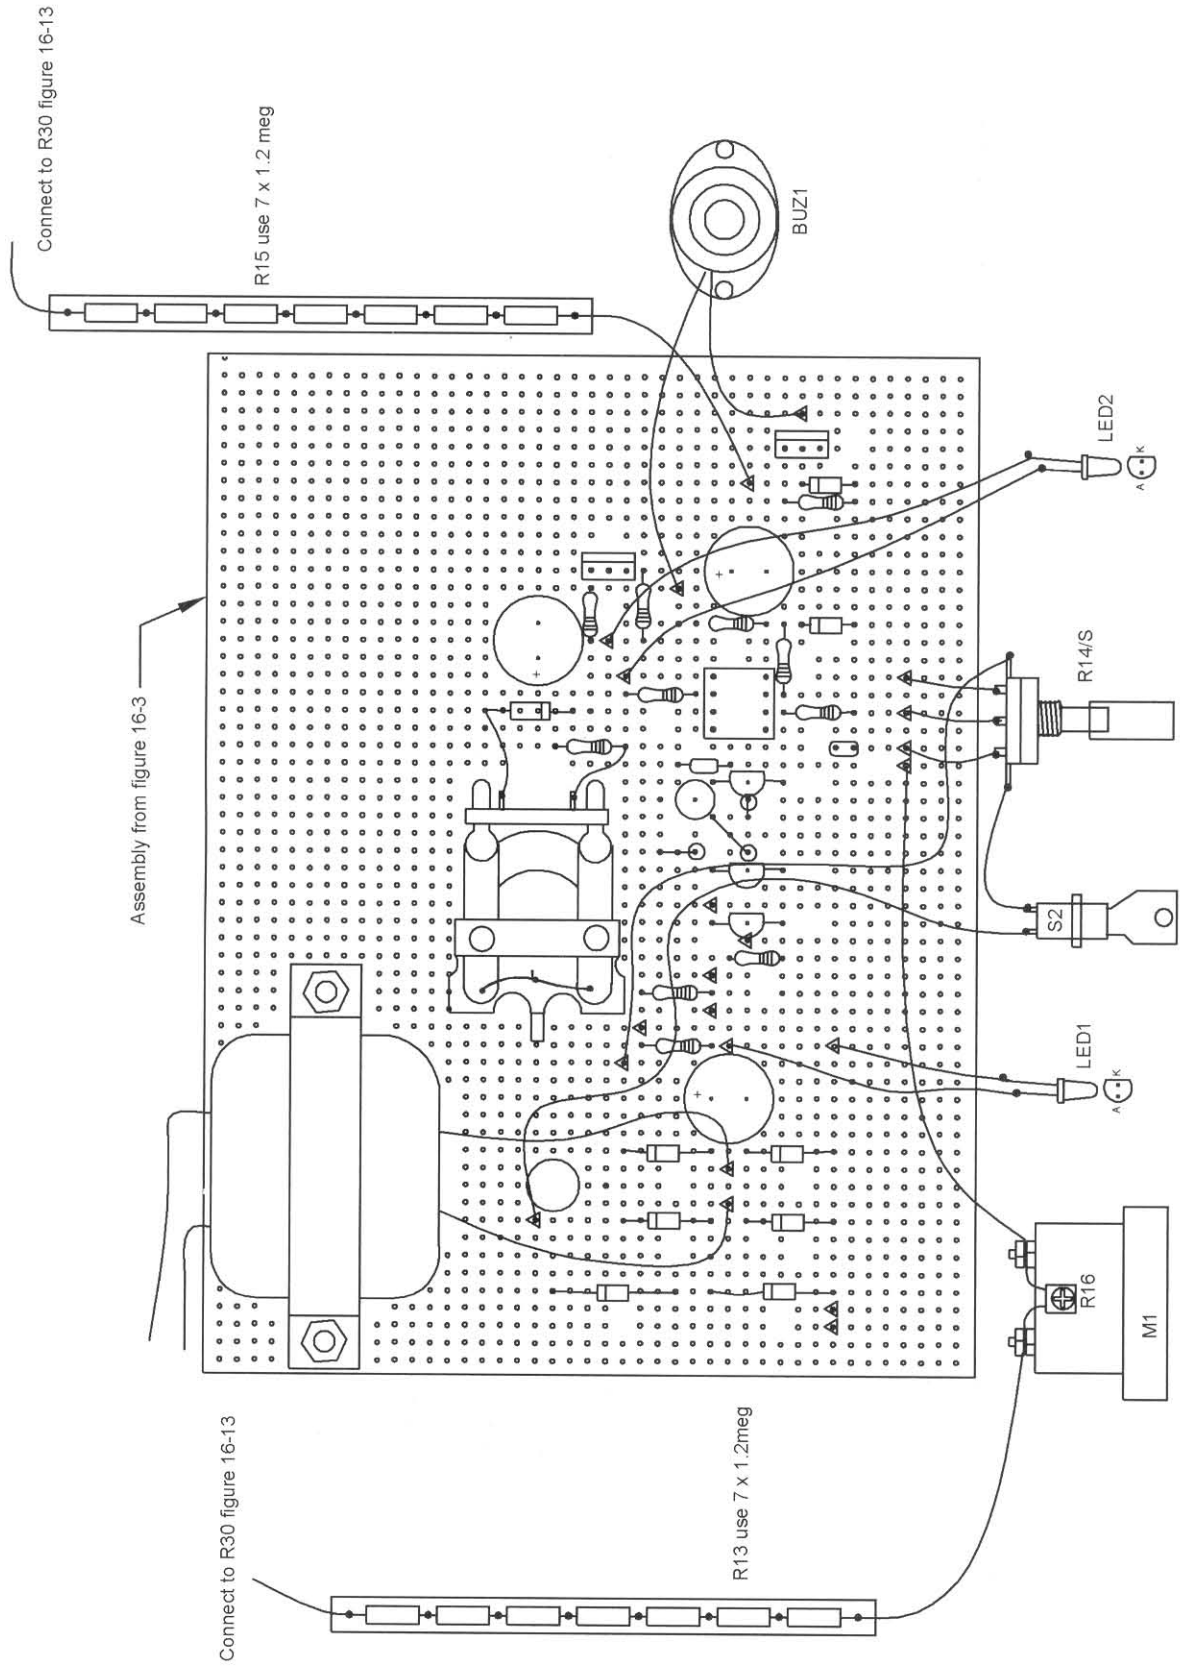 Connect to R30 figure 16-13
R15 use 7 x 1.2 meg
Assembly from figure 16-3
BUZ1
LED2
A K
+
+
R14/S
S2
+
LED1
A K
R16
M1
Connect to R30 figure 16-13
R13 use 7 x 1.2meg